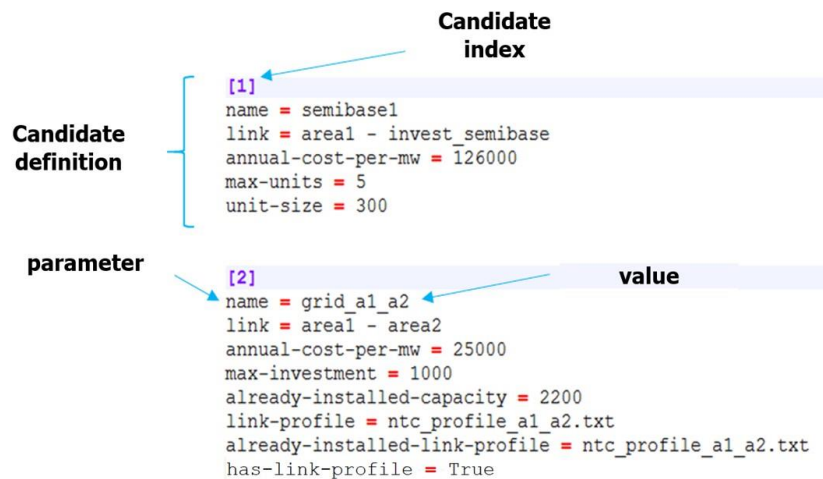 Candidate
index
[1]
name = semibase1
link = area1 - invest_semibase
annual-cost-per-mw = 126000
max-units = 5
unit-size = 300
Candidate
definition
parameter
value
[2]
name = grid_a1_a2
link = area1 - area2
annual-cost-per-mw = 25000
max-investment = 1000
already-installed-capacity = 2200
link-profile = ntc_profile_a1_a2.txt
already-installed-link-profile = ntc_profile_a1_a2.txt
has-link-profile = True